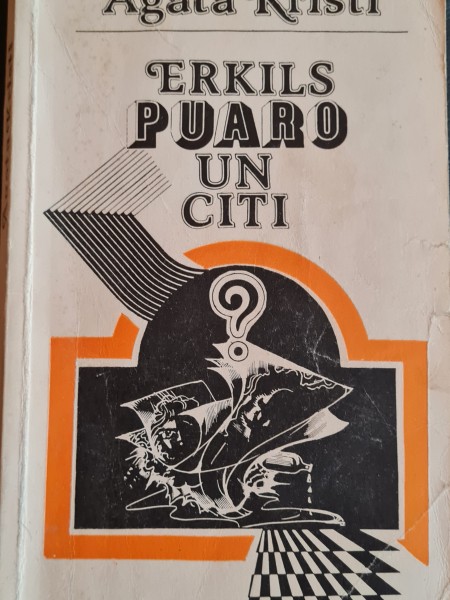 Agata Kristi
ERKILS
PUARO
UN
CITI
?